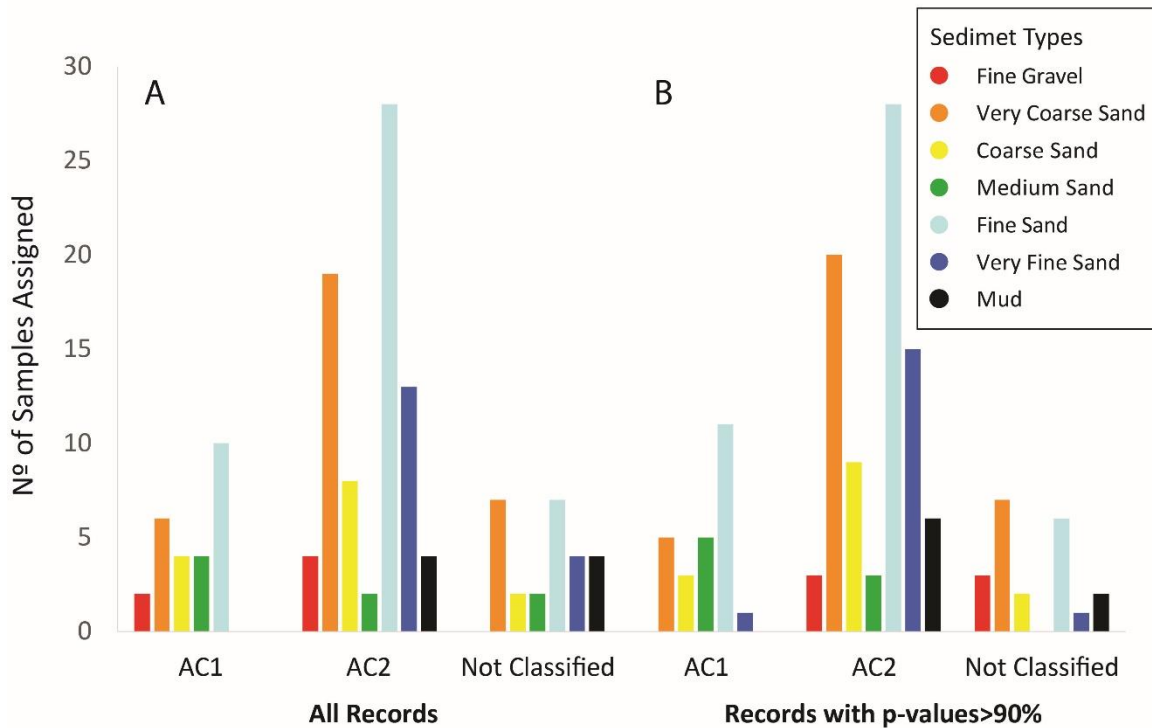 Sedimet Types
Fine Gravel
Very Coarse Sand
Coarse Sand
Medium Sand
Fine Sand
Very Fine Sand
Mud
A
B
Nº of Samples Assigned
30
25
20
15
10
5
0
AC1 AC2 Not Classified AC1 AC2 Not Classified
All Records Records with p-values>90%